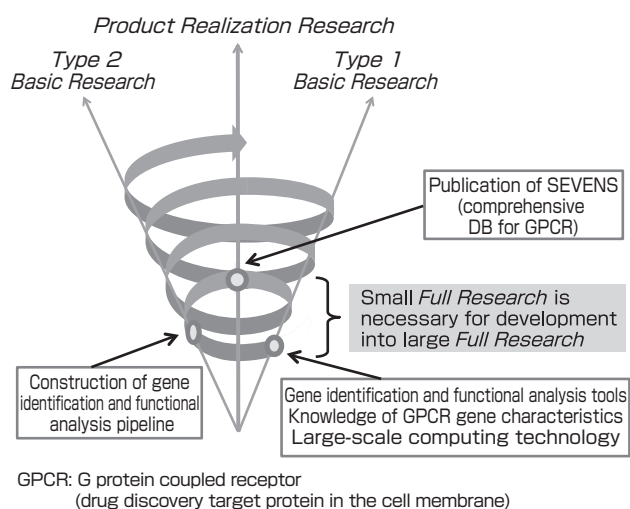 Product Realization Research
Type 2
Basic Research
Type 1
Basic Research
Publication of SEVENS
(comprehensive
DB for GPCR)
Small Full Research is
necessary for development
into large Full Research
Construction of gene
identification and functional
analysis pipeline
Gene identification and functional analysis tools
Knowledge of GPCR gene characteristics
Large-scale computing technology
GPCR: G protein coupled receptor
(drug discovery target protein in the cell membrane)